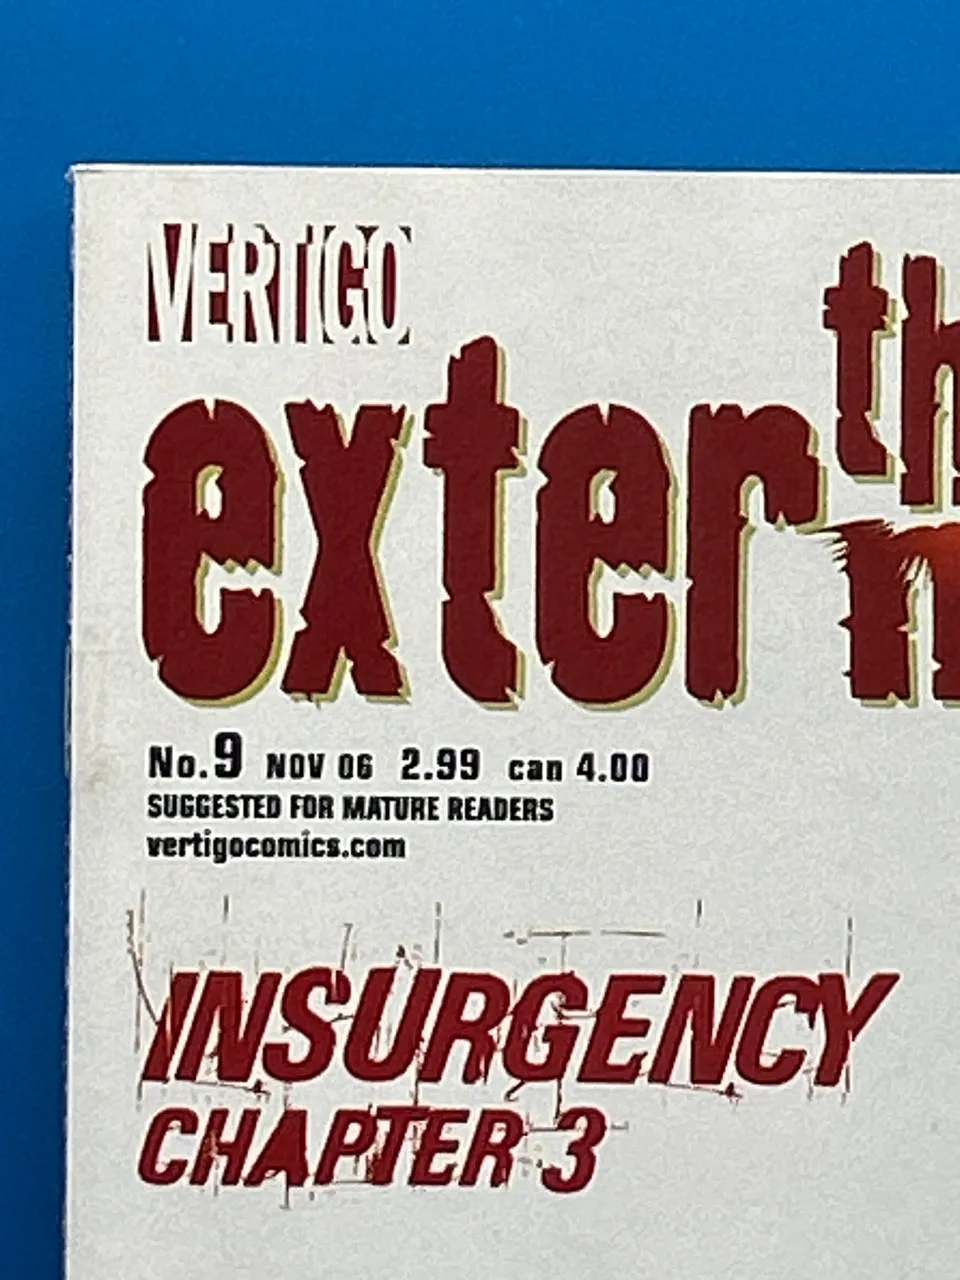 VERTIGO
th
exter
No.9 NOV 06 2.99 can 4.00
SUGGESTED FOR MATURE READERS
vertigocomics.com
INSURGENCY
CHAPTER 3